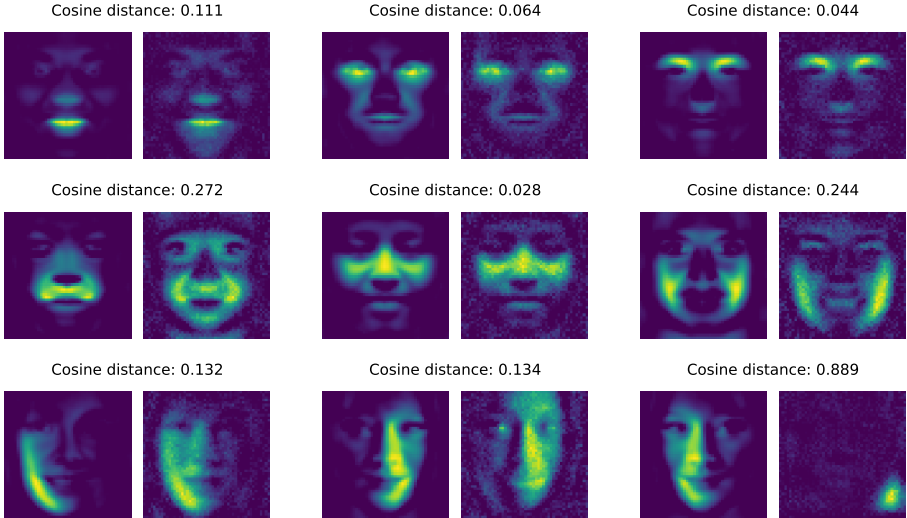 Cosine distance: 0.111
Cosine distance: 0.064
Cosine distance: 0.044
Cosine distance: 0.272
Cosine distance: 0.028
Cosine distance: 0.244
Cosine distance: 0.132
Cosine distance: 0.134
Cosine distance: 0.889